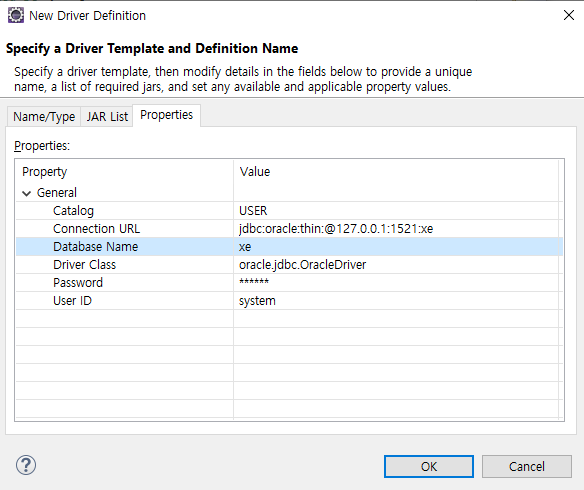 New Driver Definition
Specify a Driver Template and Definition Name
Specify a driver template, then modify details in the fields below to provide a unique
name, a list of required jars, and set any available and applicable property values.
Name/Type JAR List Properties
Properties:
Property Value
General
Catalog USER
Connection URL jdbc:oracle:thin:@127.0.0.1:1521:xe
Database Name xe
Driver Class oracle.jdbc.OracleDriver
Password ******
User ID system
? OK Cancel